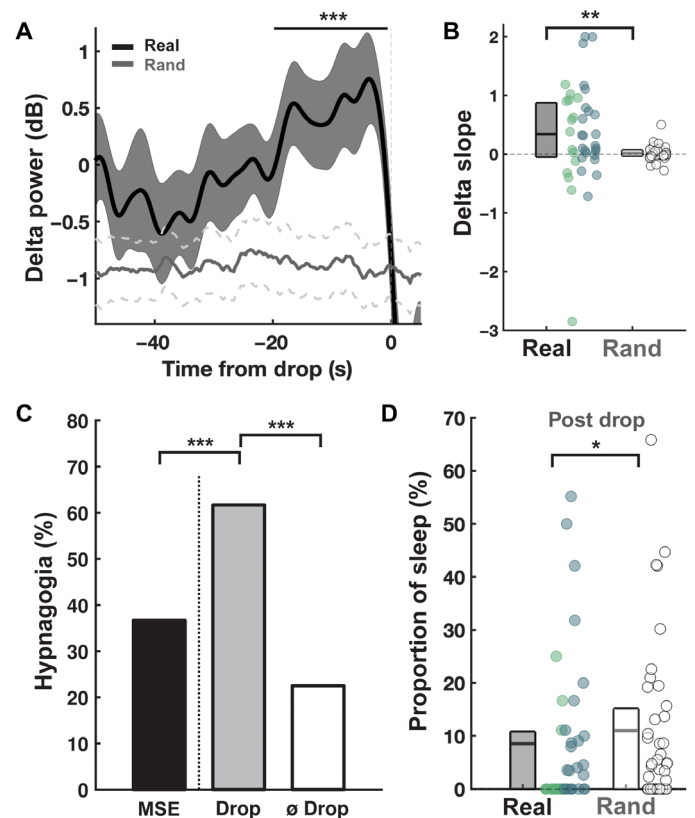 A
***
Real
Rand
Delta power (dB)
1
0.5
0
−0.5
−1
−40
−20
0
Time from drop (s)
B
**
Delta slope
2
1
0
−1
−2
−3
Real
Rand
C
***
***
Hypnagogia (%)
80
70
60
50
40
30
20
10
0
MSE
Drop
ø Drop
D
Post drop
*
Proportion of sleep (%)
70
60
50
40
30
20
10
0
Real
Rand